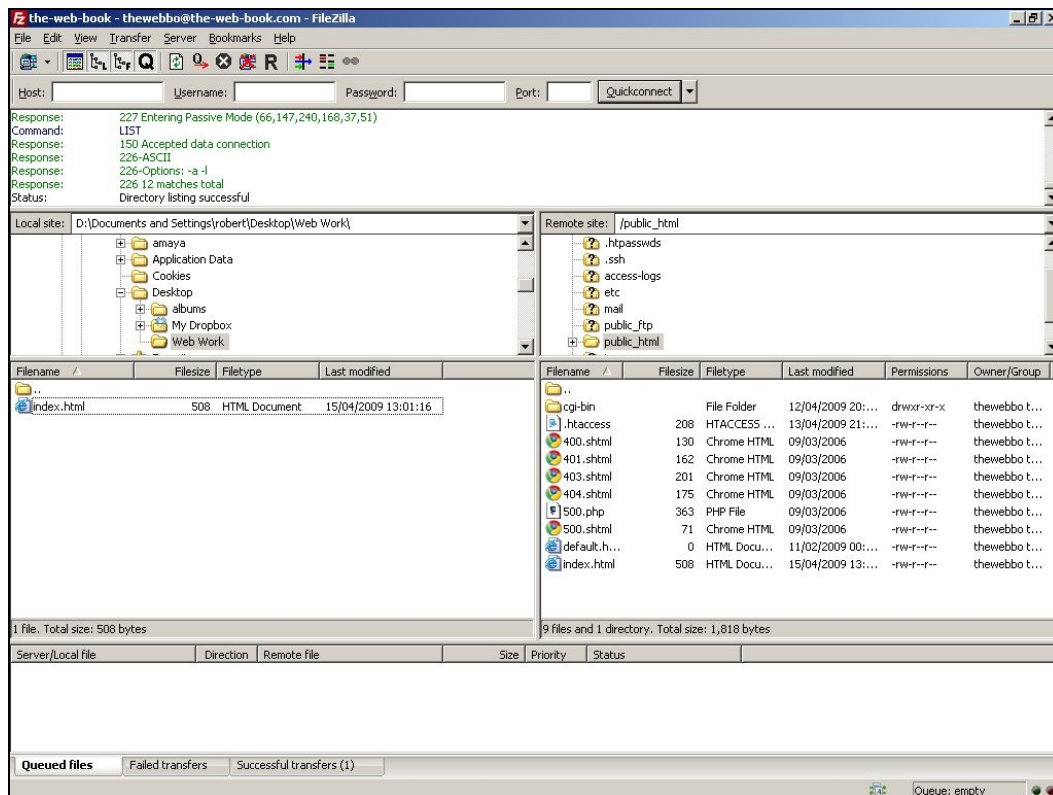 the-web-book - thewebbo@the-web-book.com - FileZilla
File Edit View Transfer Server Bookmarks Help
Host: Username: Password: Port: Quickconnect
Response: 227 Entering Passive Mode (66,147,240,168,37,51)
Command: LIST
Response: 150 Accepted data connection
Response: 226-ASCII
Response: 226-Options: -a -l
Response: 226 12 matches total
Status: Directory listing successful
Local site: D:\Documents and Settings\robert\Desktop\Web Work\
amaya
Application Data
Cookies
Desktop
albums
My Dropbox
Web Work
Filename Filesize Filetype Last modified
..
index.html 508 HTML Document 15/04/2009 13:01:16
1 file. Total size: 508 bytes
Remote site: /public_html
.htpasswds
.ssh
access-logs
etc
mail
public_ftp
public_html
Filename Filesize Filetype Last modified Permissions Owner/Group
..
cgi-bin File Folder 12/04/2009 20:... drwxr-xr-x thewebbo t...
.htaccess 208 HTACCESS ... 13/04/2009 21:... -rw-r--r-- thewebbo t...
400.shtml 130 Chrome HTML 09/03/2006 -rw-r--r-- thewebbo t...
401.shtml 162 Chrome HTML 09/03/2006 -rw-r--r-- thewebbo t...
403.shtml 201 Chrome HTML 09/03/2006 -rw-r--r-- thewebbo t...
404.shtml 175 Chrome HTML 09/03/2006 -rw-r--r-- thewebbo t...
500.php 363 PHP File 09/03/2006 -rw-r--r-- thewebbo t...
500.shtml 71 Chrome HTML 09/03/2006 -rw-r--r-- thewebbo t...
default.h... 0 HTML Docu... 11/02/2009 00:... -rw-r--r-- thewebbo t...
index.html 508 HTML Docu... 15/04/2009 13:... -rw-r--r-- thewebbo t...
9 files and 1 directory. Total size: 1,818 bytes
Server/Local file Direction Remote file Size Priority Status
Queued files Failed transfers Successful transfers (1)
Queue: empty